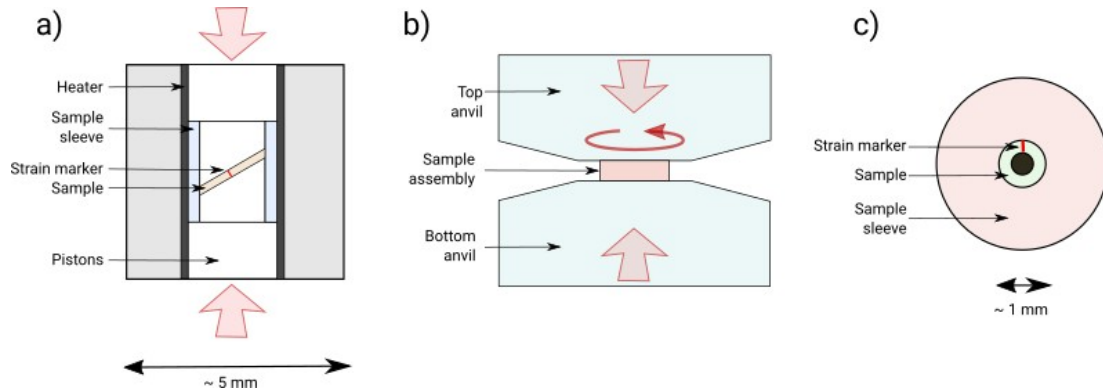 a)
Heater
Sample
sleeve
Strain marker
Sample
Pistons
~ 5 mm
b)
Top
anvil
Sample
assembly
Bottom
anvil
c)
Strain marker
Sample
Sample
sleeve
~ 1 mm